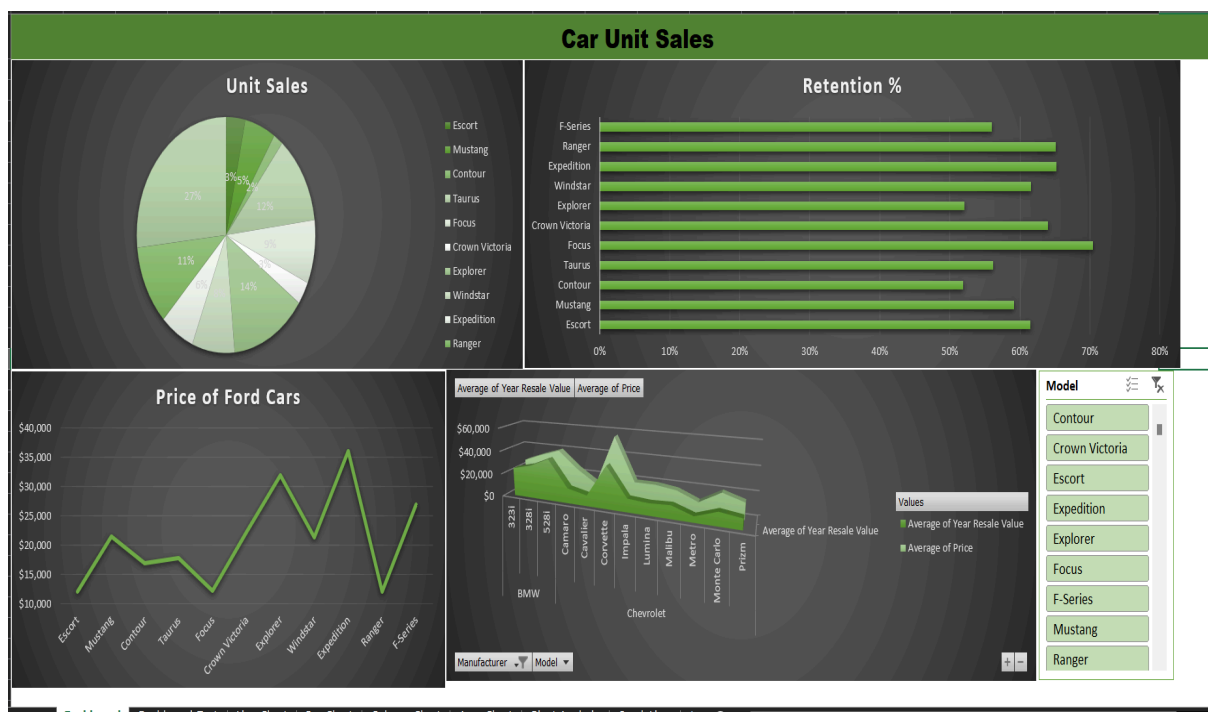 Car Unit Sales
Unit Sales
3%
5%
2%
12%
9%
3%
14%
6%
11%
27%
Escort
Mustang
Contour
Taurus
Focus
Crown Victoria
Explorer
Windstar
Expedition
Ranger
Retention %
F-Series
Ranger
Expedition
Windstar
Explorer
Crown Victoria
Focus
Taurus
Contour
Mustang
Escort
0% 10% 20% 30% 40% 50% 60% 70% 80%
Price of Ford Cars
$40,000
$35,000
$30,000
$25,000
$20,000
$15,000
$10,000
Escort
Mustang
Contour
Taurus
Focus
Crown Victoria
Explorer
Windstar
Expedition
Ranger
F-Series
Average of Year Resale Value Average of Price
$60,000
$40,000
$20,000
$0
323i
328i
528i
Camaro
Cavalier
Corvette
Impala
Lumina
Malibu
Metro
Monte Carlo
Prizm
BMW
Chevrolet
Average of Year Resale Value
Values
Average of Year Resale Value
Average of Price
Manufacturer Model
+ -
Model
Contour
Crown Victoria
Escort
Expedition
Explorer
Focus
F-Series
Mustang
Ranger